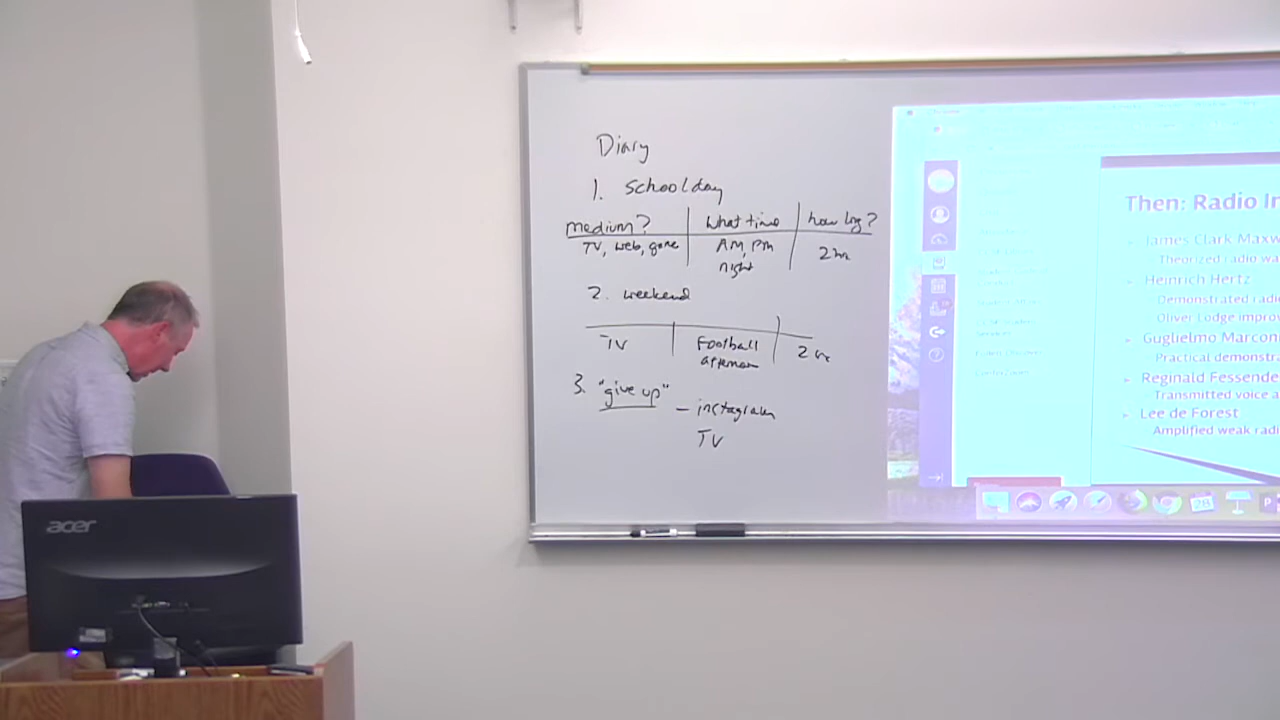 Diary
1. schoolday
medium? What time how long?
TV, web, game AM, PM 2 hr
night
2. weekend
TV Football 2 hr
afternoon
3. "give up"
- instagram
TV
Then: Radio In
James Clark Maxw
Theorized radio wa
Heinrich Hertz
Demonstrated radi
Oliver Lodge improv
Guglielmo Marconi
Practical demonstra
Reginald Fessende
Transmitted voice a
Lee de Forest
Amplified weak radi
28
acer